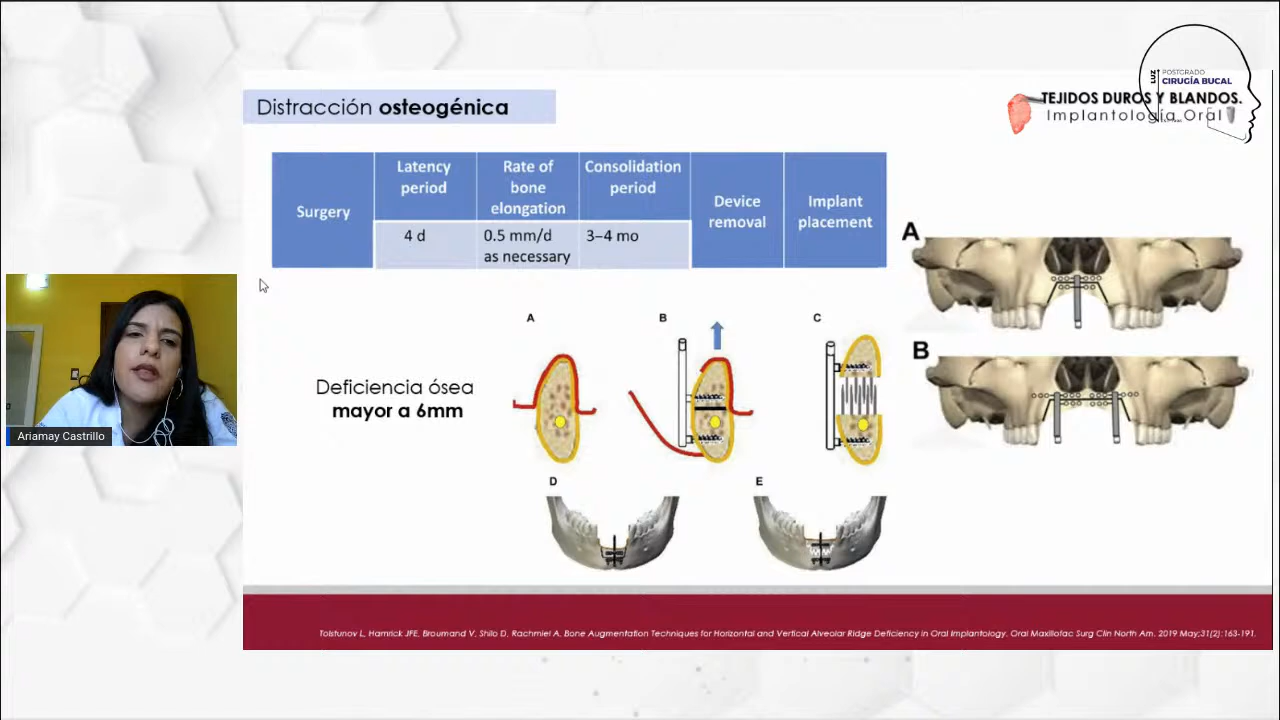 LUZ
POSTGRADO
CIRUGÍA BUCAL
TEJIDOS DUROS Y BLANDOS.
Implantología Oral
Distracción osteogénica
Surgery
Latency
period
Rate of
bone
elongation
Consolidation
period
Device
removal
Implant
placement
4 d
0.5 mm/d
as necessary
3–4 mo
A
B
Deficiencia ósea
mayor a 6mm
A
B
C
D
E
Ariamay Castrillo
Tolstunov L, Hamrick JFE, Broumand V, Shilo D, Rachmiel A. Bone Augmentation Techniques for Horizontal and Vertical Alveolar Ridge Deficiency in Oral Implantology. Oral Maxillofac Surg Clin North Am. 2019 May;31(2):163-191.